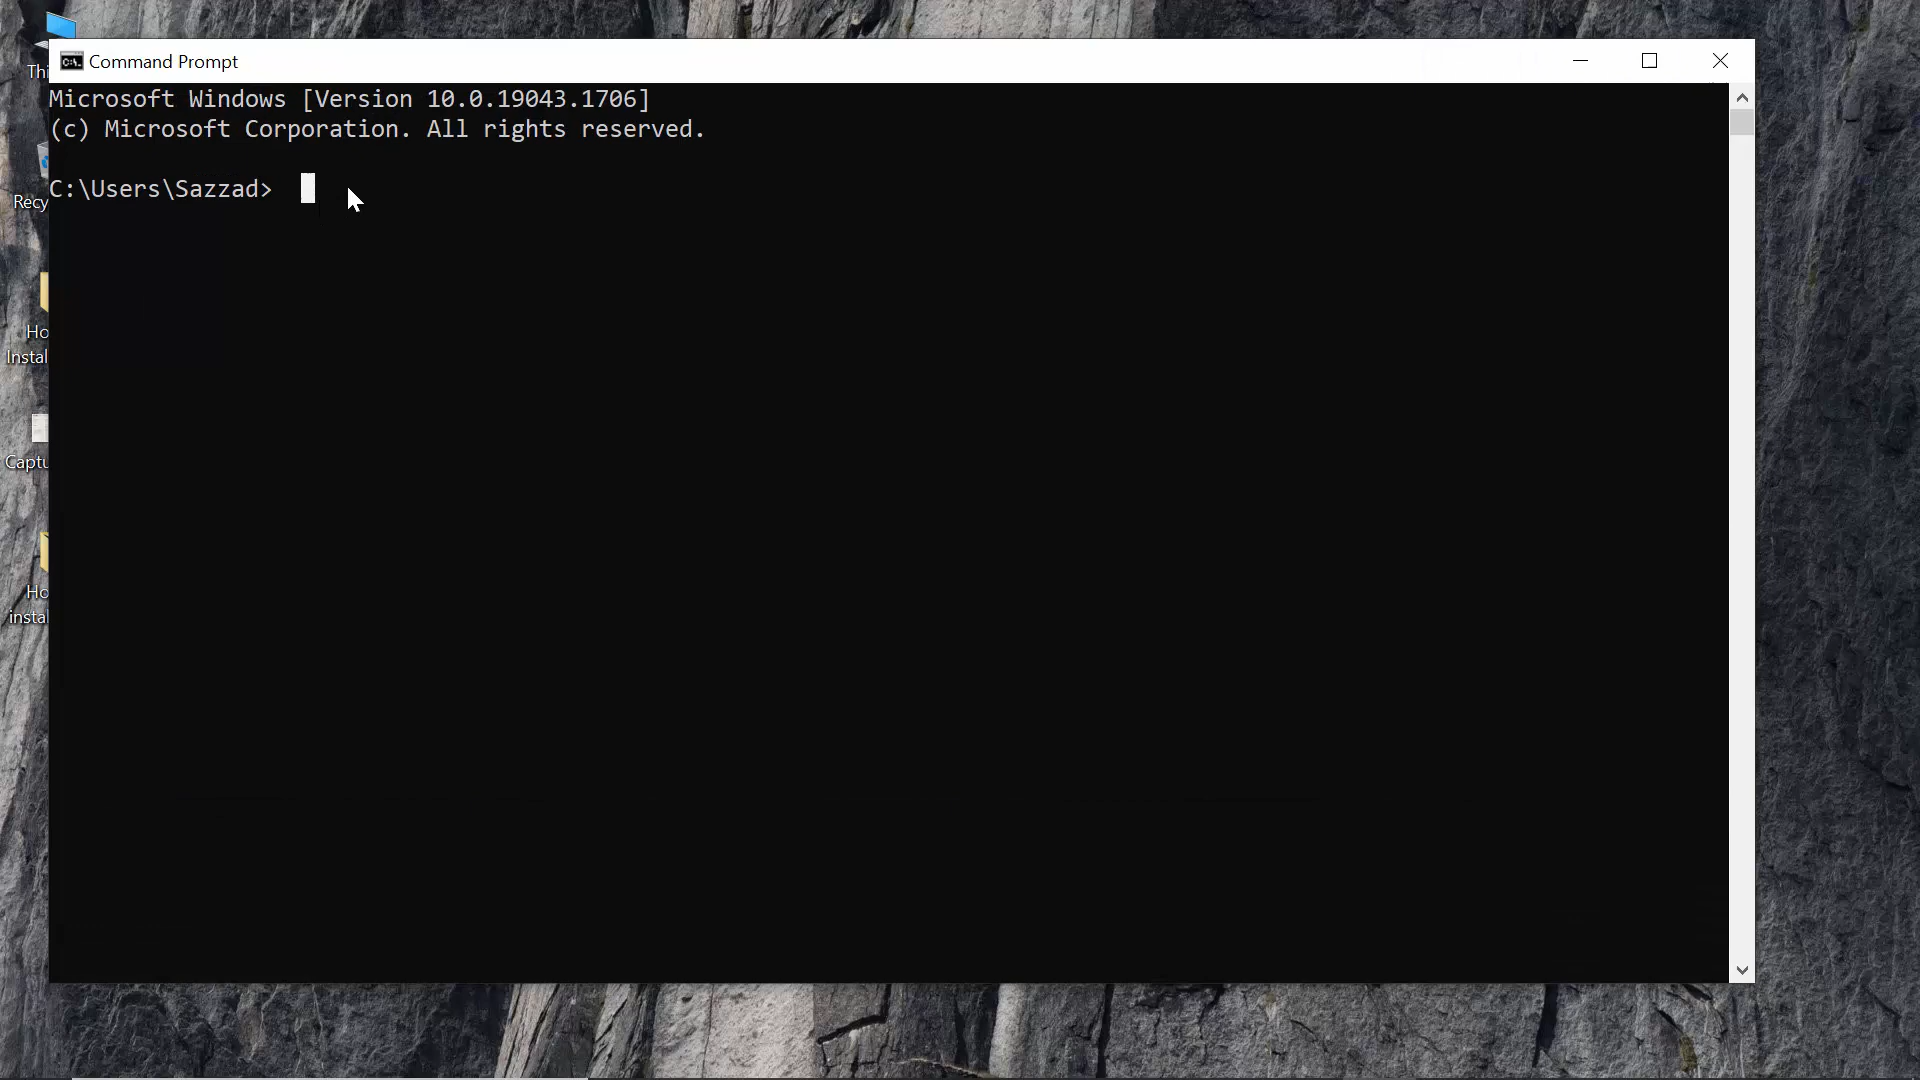 Command Prompt
Microsoft Windows [Version 10.0.19043.1706]
(c) Microsoft Corporation. All rights reserved.
C:\Users\Sazzad>
Thi
Recy
Ho
Instal
Captu
Ho
instal